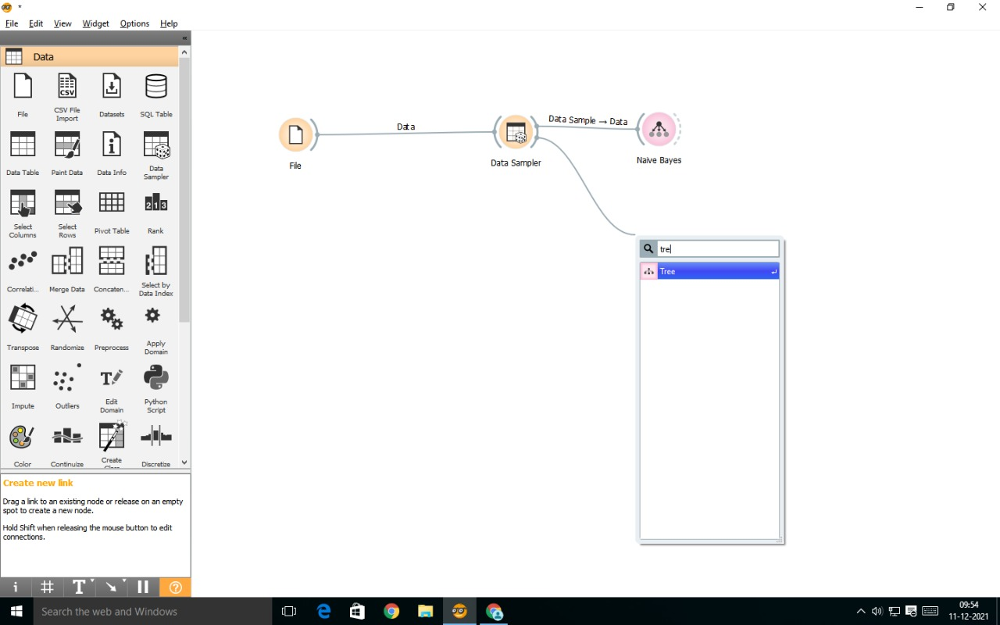 *
File Edit View Widget Options Help
«
Data
File
CSV
CSV File
Import
Datasets
SQL Table
Data Table
Paint Data
Data Info
Data
Sampler
Select
Columns
Select
Rows
Pivot Table
2 1 3
Rank
Correlati...
Merge Data
Concaten...
Select by
Data Index
Transpose
Randomize
Preprocess
Apply
Domain
Impute
Outliers
T
Edit
Domain
Python
Script
Color
Continuize
Create
Class
Discretize
Create new link
Drag a link to an existing node or release on an empty
spot to create a new node.
Hold Shift when releasing the mouse button to edit
connections.
i # T ?
File
Data
Data Sampler
Data Sample → Data
Naive Bayes
tre
Tree
Search the web and Windows
09:54
11-12-2021